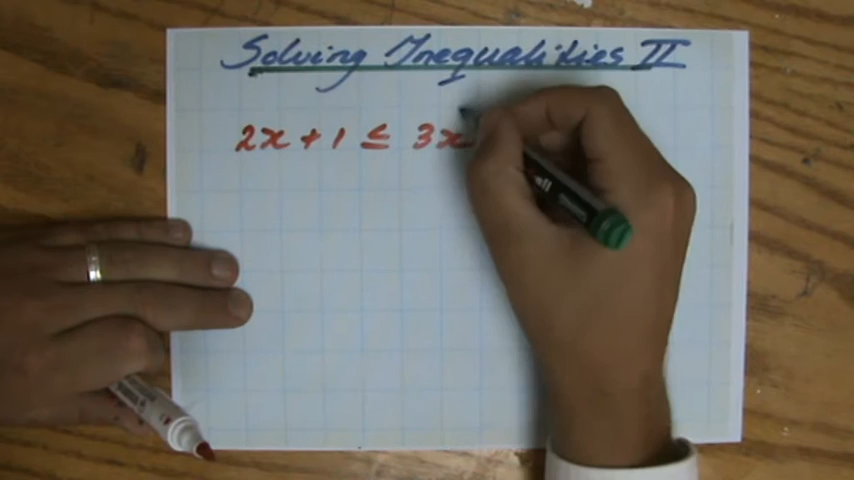 Solving Inequalities II
2x + 1 ≤ 3x